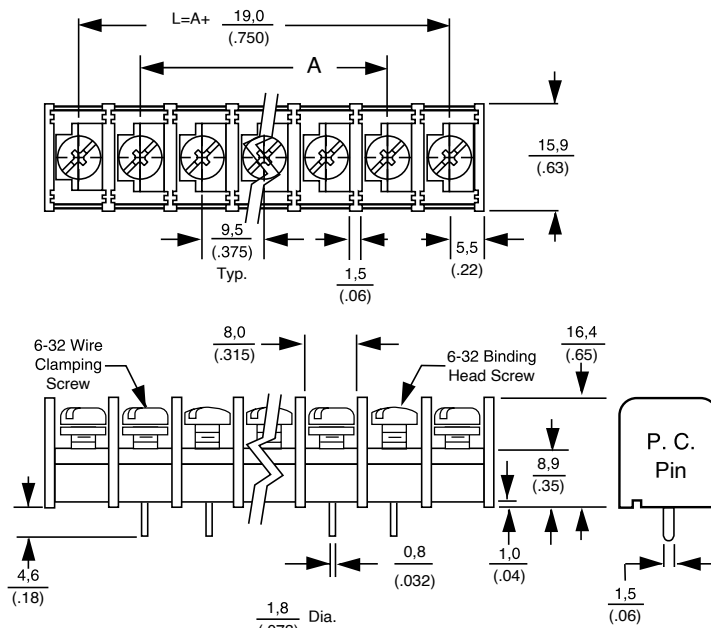 L=A+ 19,0
(.750)
A
15,9
(.63)
9,5
(.375)
Typ.
1,5
(.06)
5,5
(.22)
6-32 Wire
Clamping
Screw
8,0
(.315)
6-32 Binding
Head Screw
16,4
(.65)
P. C.
Pin
8,9
(.35)
4,6
(.18)
0,8
(.032)
1,0
(.04)
1,5
(.06)
1,8 Dia.